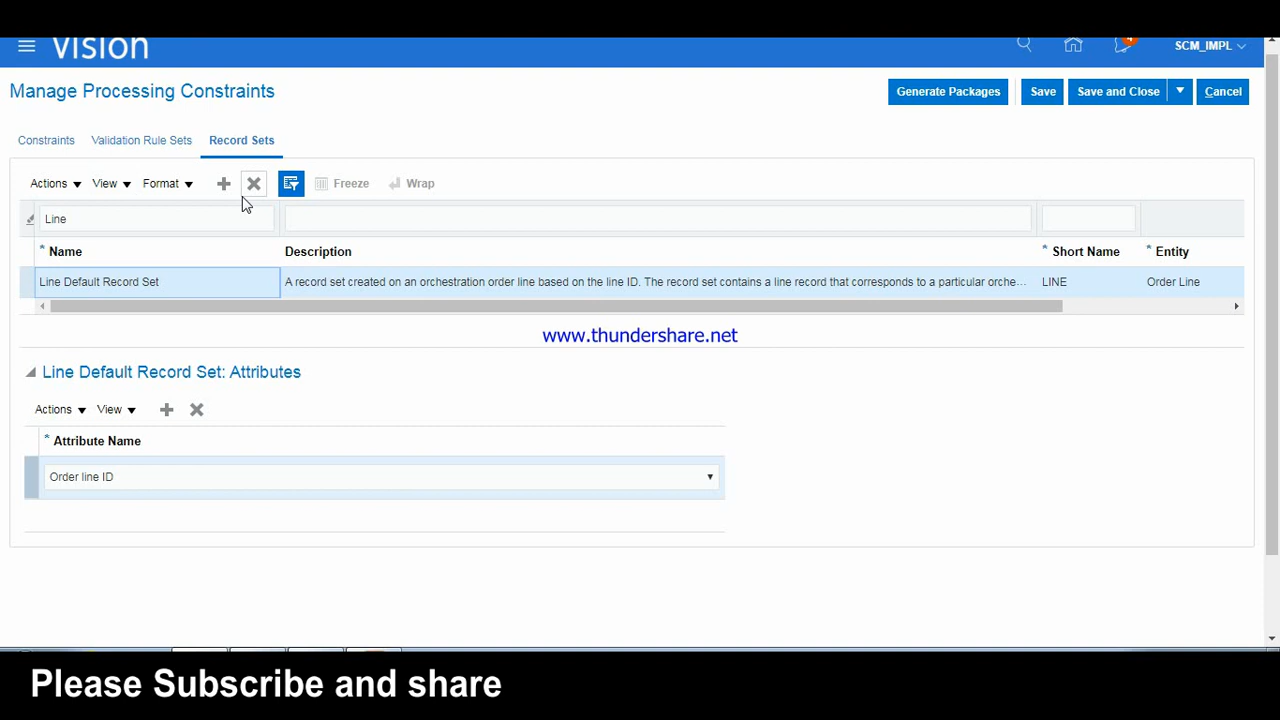 Vision
4
SCM_IMPL
Manage Processing Constraints
Generate Packages
Save
Save and Close
Cancel
Constraints
Validation Rule Sets
Record Sets
Actions
View
Format
Freeze
Wrap
Line
* Name
Description
* Short Name
* Entity
Line Default Record Set
A record set created on an orchestration order line based on the line ID. The record set contains a line record that corresponds to a particular orche...
LINE
Order Line
www.thundershare.net
Line Default Record Set: Attributes
Actions
View
* Attribute Name
Order line ID
Please Subscribe and share